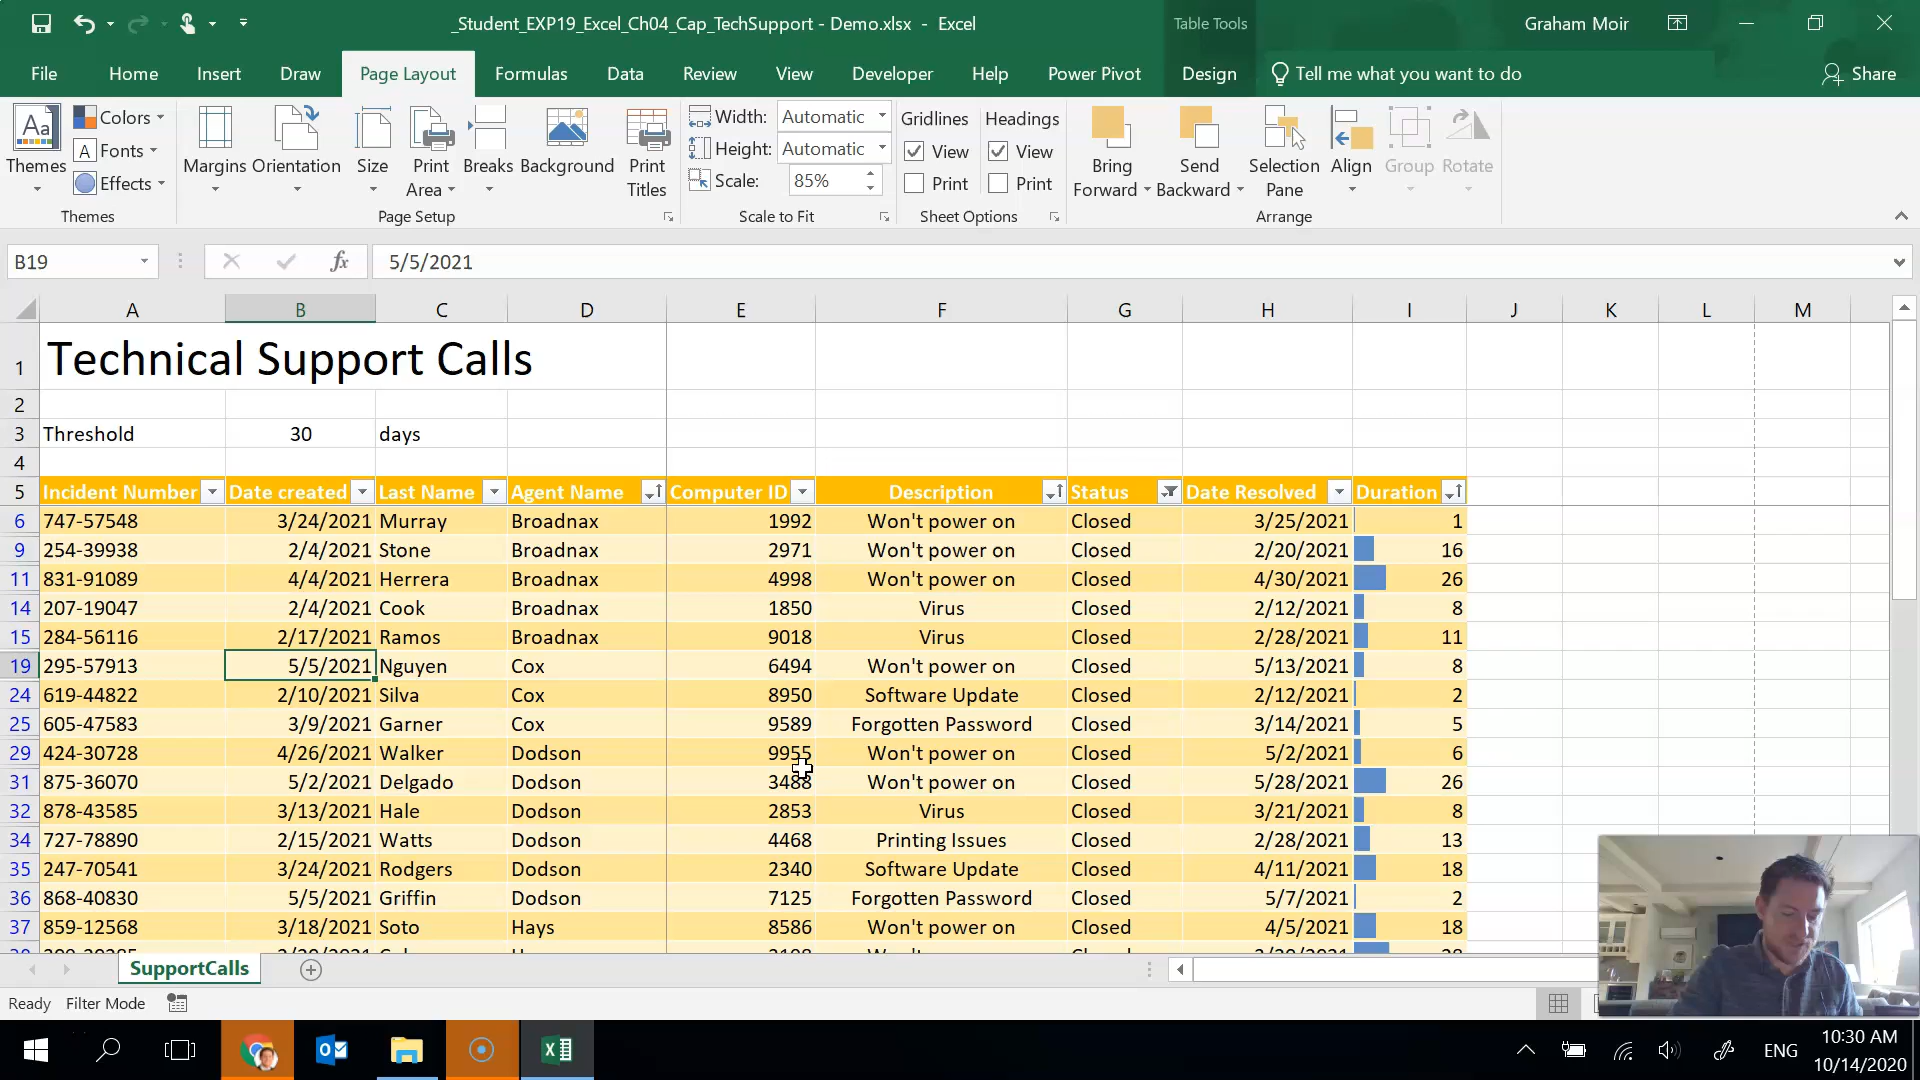 _Student_EXP19_Excel_Ch04_Cap_TechSupport - Demo.xlsx - Excel
Table Tools
Graham Moir
File Home Insert Draw Page Layout Formulas Data Review View Developer Help Power Pivot Design Tell me what you want to do Share
Aa Themes
Colors
A Fonts
Effects
Margins Orientation Size Print Area Breaks Background Print Titles
Width: Automatic
Height: Automatic
Scale: 85%
Gridlines Headings
View View
Print Print
Bring Forward Send Backward Selection Pane Align Group Rotate
Themes Page Setup Scale to Fit Sheet Options Arrange
B19 fx 5/5/2021
A B C D E F G H I J K L M
1 Technical Support Calls
2
3 Threshold 30 days
4
5 Incident Number Date created Last Name Agent Name Computer ID Description Status Date Resolved Duration
6 747-57548 3/24/2021 Murray Broadnax 1992 Won't power on Closed 3/25/2021 1
9 254-39938 2/4/2021 Stone Broadnax 2971 Won't power on Closed 2/20/2021 16
11 831-91089 4/4/2021 Herrera Broadnax 4998 Won't power on Closed 4/30/2021 26
14 207-19047 2/4/2021 Cook Broadnax 1850 Virus Closed 2/12/2021 8
15 284-56116 2/17/2021 Ramos Broadnax 9018 Virus Closed 2/28/2021 11
19 295-57913 5/5/2021 Nguyen Cox 6494 Won't power on Closed 5/13/2021 8
24 619-44822 2/10/2021 Silva Cox 8950 Software Update Closed 2/12/2021 2
25 605-47583 3/9/2021 Garner Cox 9589 Forgotten Password Closed 3/14/2021 5
29 424-30728 4/26/2021 Walker Dodson 9955 Won't power on Closed 5/2/2021 6
31 875-36070 5/2/2021 Delgado Dodson 3488 Won't power on Closed 5/28/2021 26
32 878-43585 3/13/2021 Hale Dodson 2853 Virus Closed 3/21/2021 8
34 727-78890 2/15/2021 Watts Dodson 4468 Printing Issues Closed 2/28/2021 13
35 247-70541 3/24/2021 Rodgers Dodson 2340 Software Update Closed 4/11/2021 18
36 868-40830 5/5/2021 Griffin Dodson 7125 Forgotten Password Closed 5/7/2021 2
37 859-12568 3/18/2021 Soto Hays 8586 Won't power on Closed 4/5/2021 18
SupportCalls
Ready Filter Mode
ENG
10:30 AM
10/14/2020